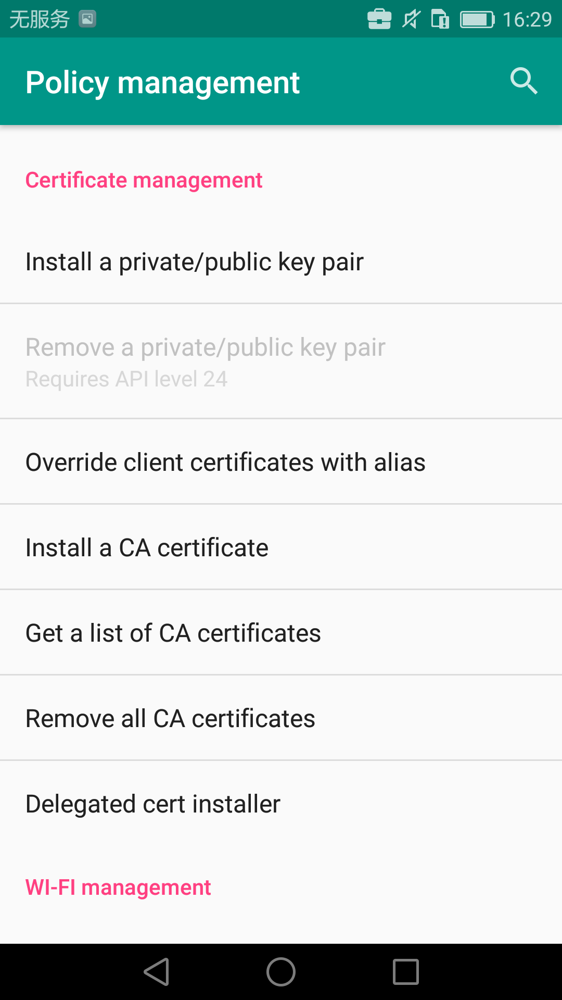 无服务
16:29
Policy management
Certificate management
Install a private/public key pair
Remove a private/public key pair
Requires API level 24
Override client certificates with alias
Install a CA certificate
Get a list of CA certificates
Remove all CA certificates
Delegated cert installer
WI-FI management